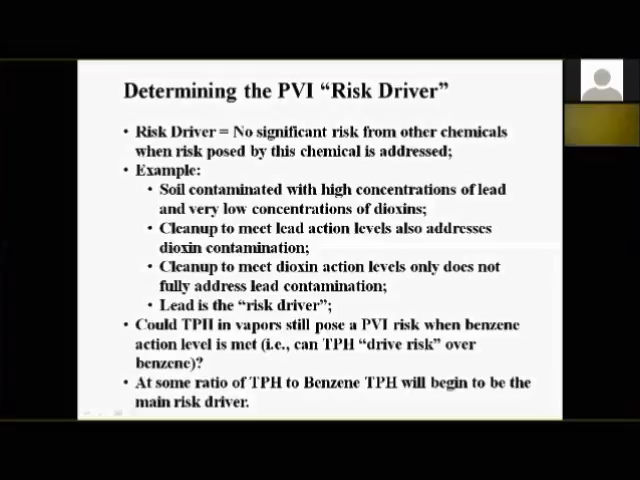 Determining the PVI “Risk Driver”
• Risk Driver = No significant risk from other chemicals
when risk posed by this chemical is addressed;
• Example:
• Soil contaminated with high concentrations of lead
and very low concentrations of dioxins;
• Cleanup to meet lead action levels also addresses
dioxin contamination;
• Cleanup to meet dioxin action levels only does not
fully address lead contamination;
• Lead is the “risk driver”;
• Could TPH in vapors still pose a PVI risk when benzene
action level is met (i.e., can TPH “drive risk” over
benzene)?
• At some ratio of TPH to Benzene TPH will begin to be the
main risk driver.